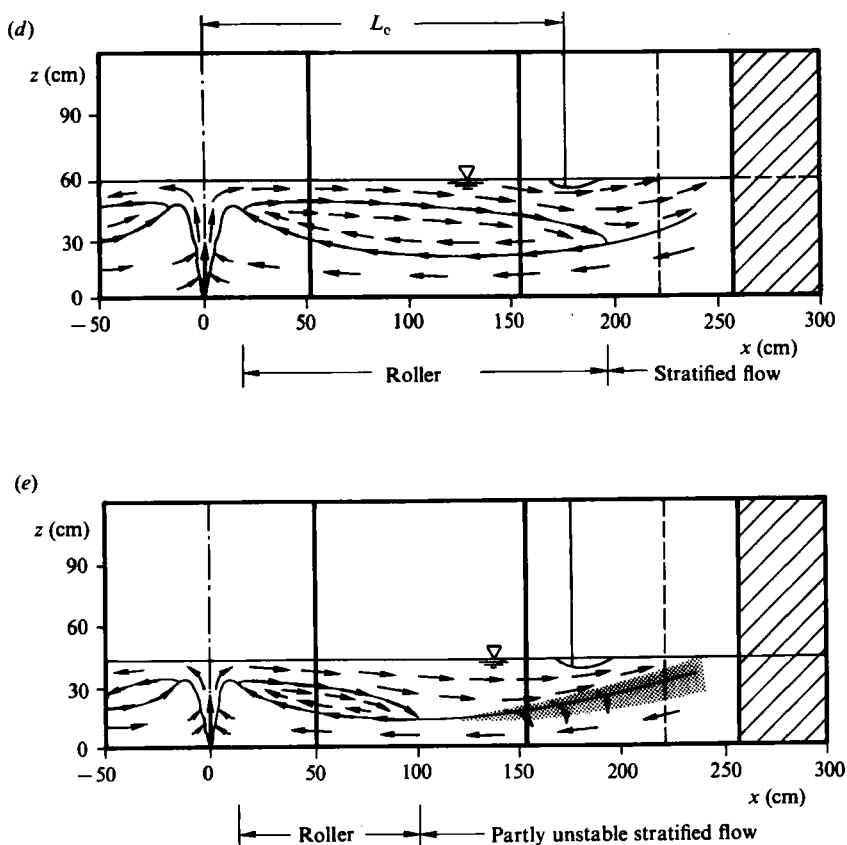 (d)
L_c
z (cm)
90
60
30
0
−50 0 50 100 150 200 250 300
x (cm)
Roller Stratified flow
(e)
z (cm)
90
60
30
0
−50 0 50 100 150 200 250 300
x (cm)
Roller Partly unstable stratified flow